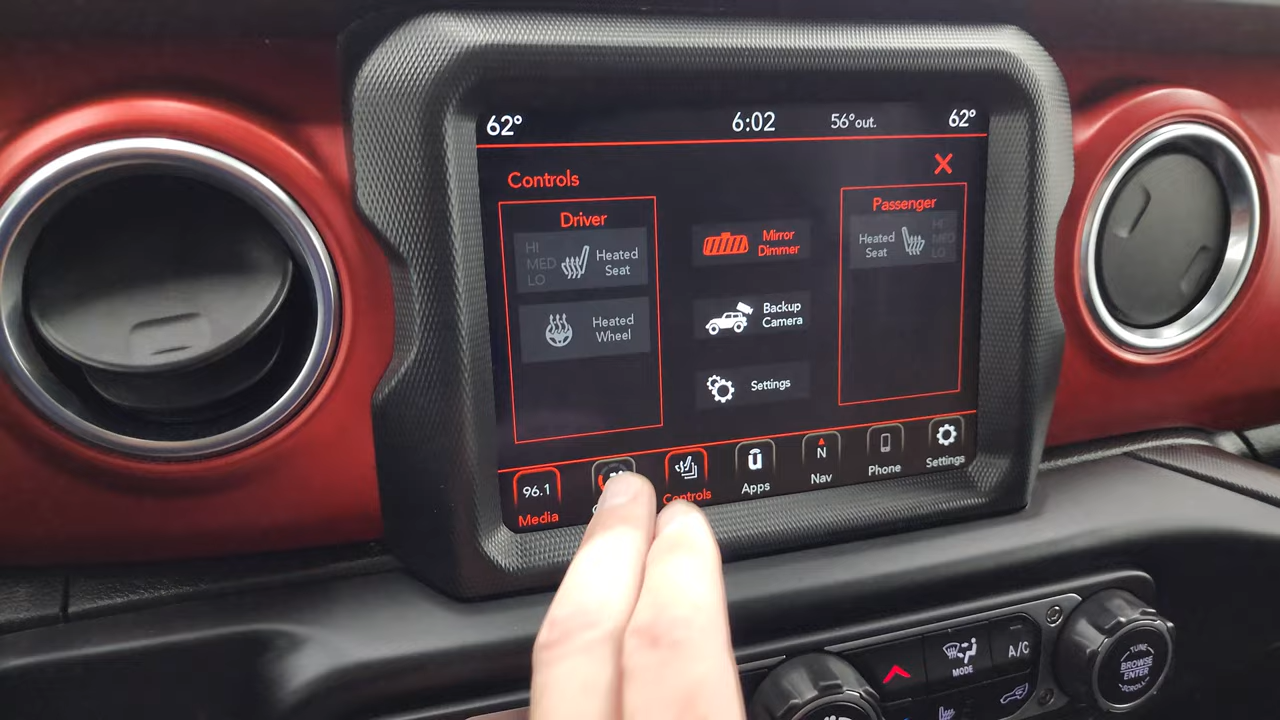 62°
6:02
56°out.
62°
Controls
Driver
HI
MED
LO
Heated
Seat
Heated
Wheel
Mirror
Dimmer
Backup
Camera
Settings
Passenger
Heated
Seat
HI
MED
LO
96.1
Media
Controls
Apps
N
Nav
Phone
Settings
MODE
A/C
TUNE
BROWSE
ENTER
SCROLL